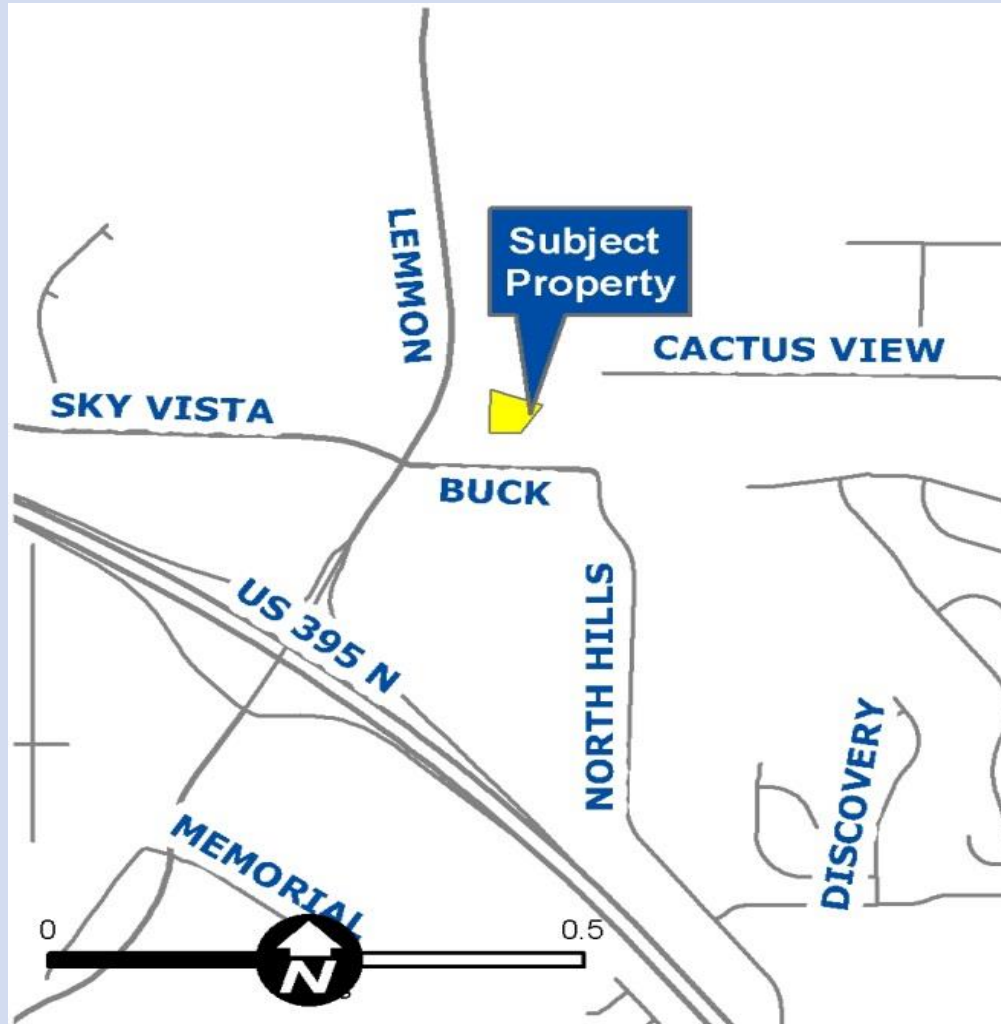 LEMMON
Subject
Property
CACTUS VIEW
SKY VISTA
BUCK
US 395 N
NORTH HILLS
DISCOVERY
MEMORIAL
0
0.5
N